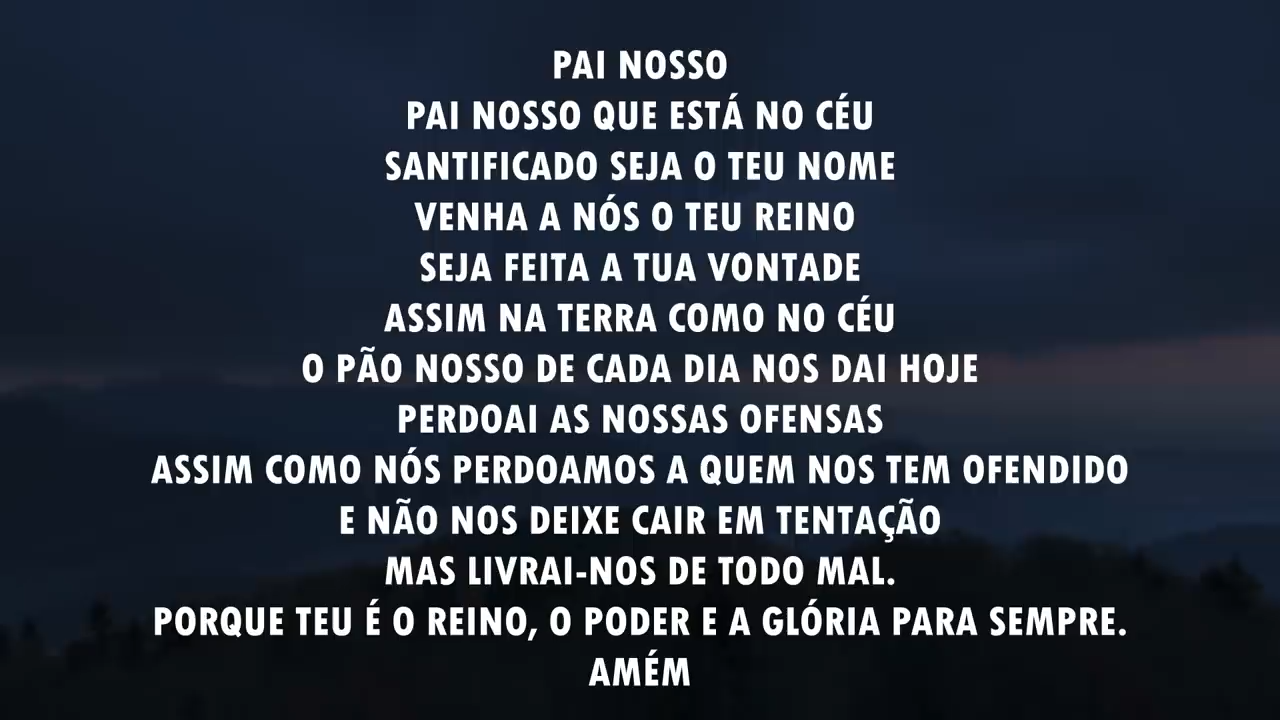 PAI NOSSO
PAI NOSSO QUE ESTÁ NO CÉU
SANTIFICADO SEJA O TEU NOME
VENHA A NÓS O TEU REINO
SEJA FEITA A TUA VONTADE
ASSIM NA TERRA COMO NO CÉU
O PÃO NOSSO DE CADA DIA NOS DAI HOJE
PERDOAI AS NOSSAS OFENSAS
ASSIM COMO NÓS PERDOAMOS A QUEM NOS TEM OFENDIDO
E NÃO NOS DEIXE CAIR EM TENTAÇÃO
MAS LIVRAI-NOS DE TODO MAL.
PORQUE TEU É O REINO, O PODER E A GLÓRIA PARA SEMPRE.
AMÉM